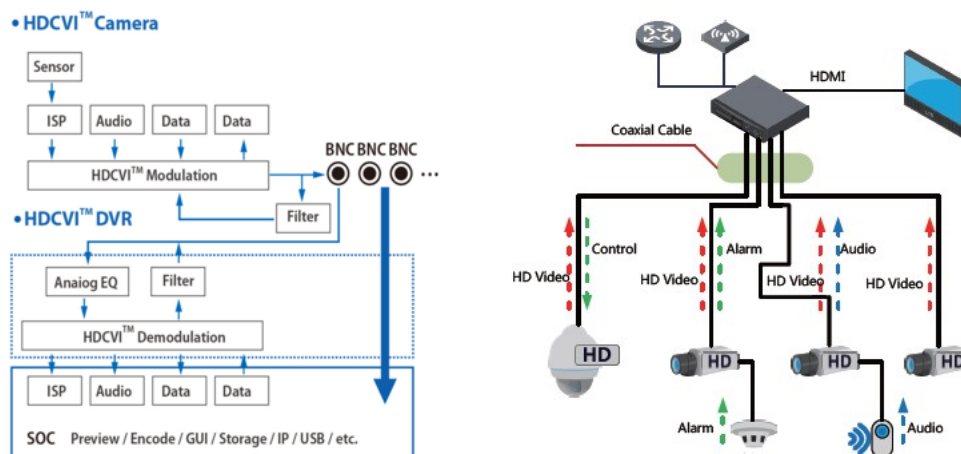 • HDCVI™ Camera
Sensor
ISP Audio Data Data
BNC BNC BNC
HDCVI™ Modulation
...
Filter
• HDCVI™ DVR
Anaiog EQ Filter
HDCVI™ Demodulation
ISP Audio Data Data
SOC Preview / Encode / GUI / Storage / IP / USB / etc.
HDMI
Coaxial Cable
Control Alarm Audio
HD Video HD Video HD Video HD Video
HD HD HD HD
Alarm Audio